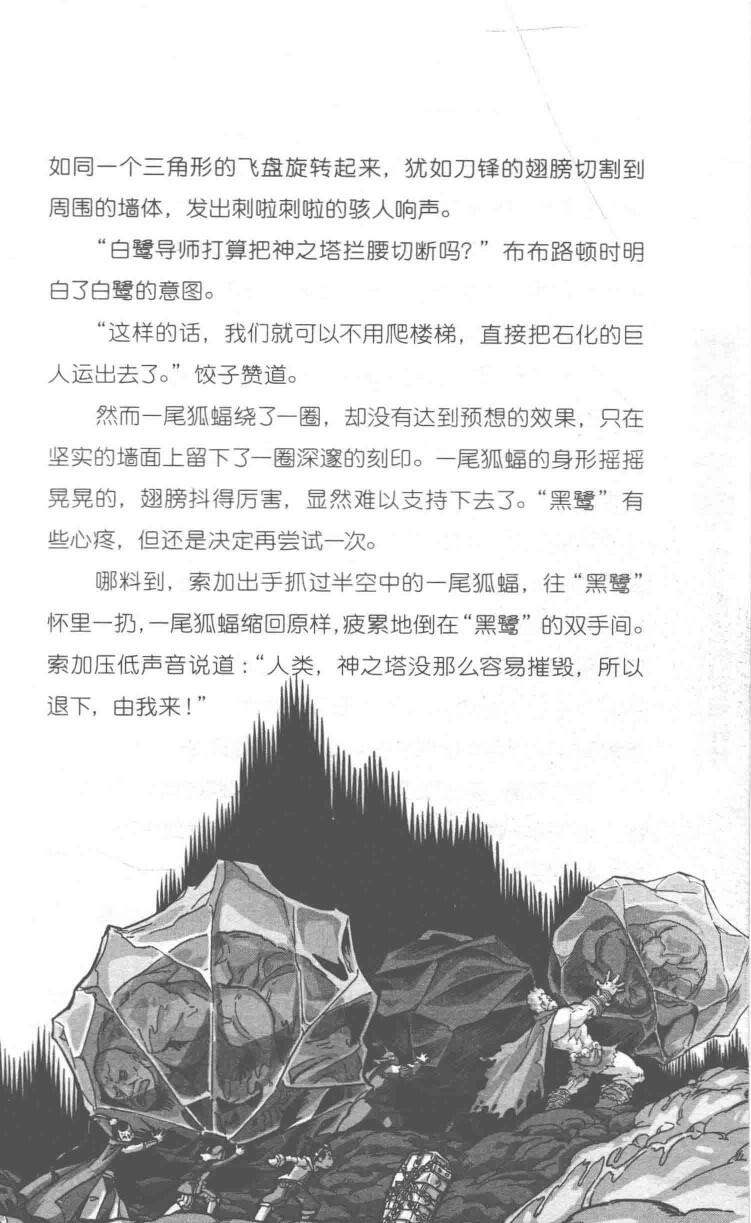 如同一个三角形的飞盘旋转起来，犹如刀锋的翅膀切割到
周围的墙体，发出刺啦刺啦的骇人响声。
“白鹭导师打算把神之塔拦腰切断吗？”布布路顿时明
白了白鹭的意图。
“这样的话，我们就可以不用爬楼梯，直接把石化的巨
人运出去了。”饺子赞道。
然而一尾狐蝠绕了一圈，却没有达到预想的效果，只在
坚实的墙面上留下了一圈深邃的刻印。一尾狐蝠的身形摇摇
晃晃的，翅膀抖得厉害，显然难以支持下去了。“黑鹭”有
些心疼，但还是决定再尝试一次。
哪料到，索加出手抓过半空中的一尾狐蝠，往“黑鹭”
怀里一扔，一尾狐蝠缩回原样，疲累地倒在“黑鹭”的双手间。
索加压低声音说道：“人类，神之塔没那么容易摧毁，所以
退下，由我来！”